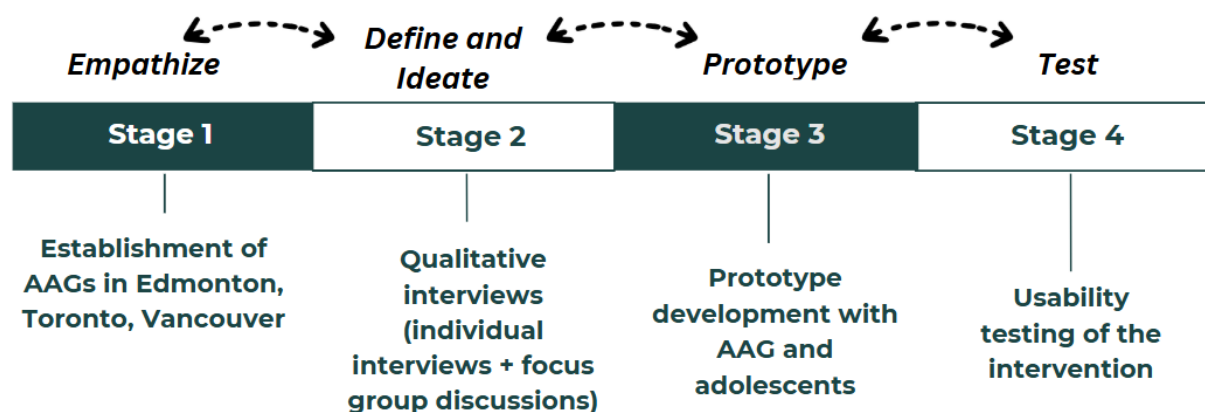 Empathize
Define and
Ideate
Prototype
Test
Stage 1
Stage 2
Stage 3
Stage 4
Establishment of
AAGs in Edmonton,
Toronto, Vancouver
Qualitative
interviews
(individual
interviews + focus
group discussions)
Prototype
development with
AAG and
adolescents
Usability
testing of the
intervention